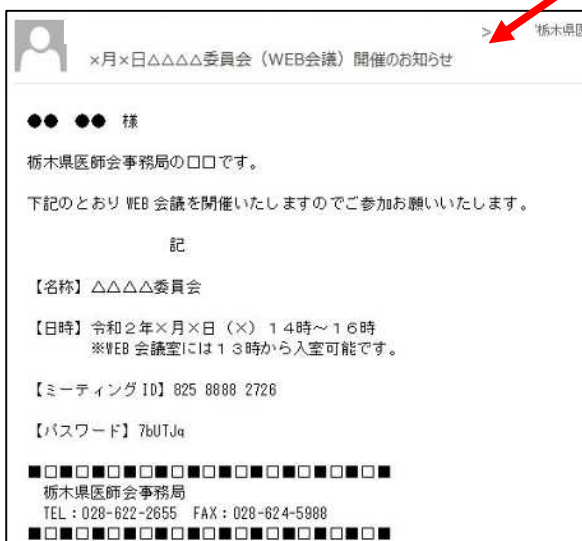 > '栃木県医
×月×日△△△△委員会（WEB会議）開催のお知らせ
●● ●● 様
栃木県医師会事務局の□□です。
下記のとおり WEB 会議を開催いたしますのでご参加お願いいたします。
記
【名称】△△△△委員会
【日時】令和２年×月×日（×）１４時～１６時
※WEB 会議室には１３時から入室可能です。
【ミーティング ID】825 8888 2726
【パスワード】7bUTJq
■□■□■□■□■□■□■□■□■□■□■□■
栃木県医師会事務局
TEL：028-622-2655 FAX：028-624-5988
■□■□■□■□■□■□■□■□■□■□■□■